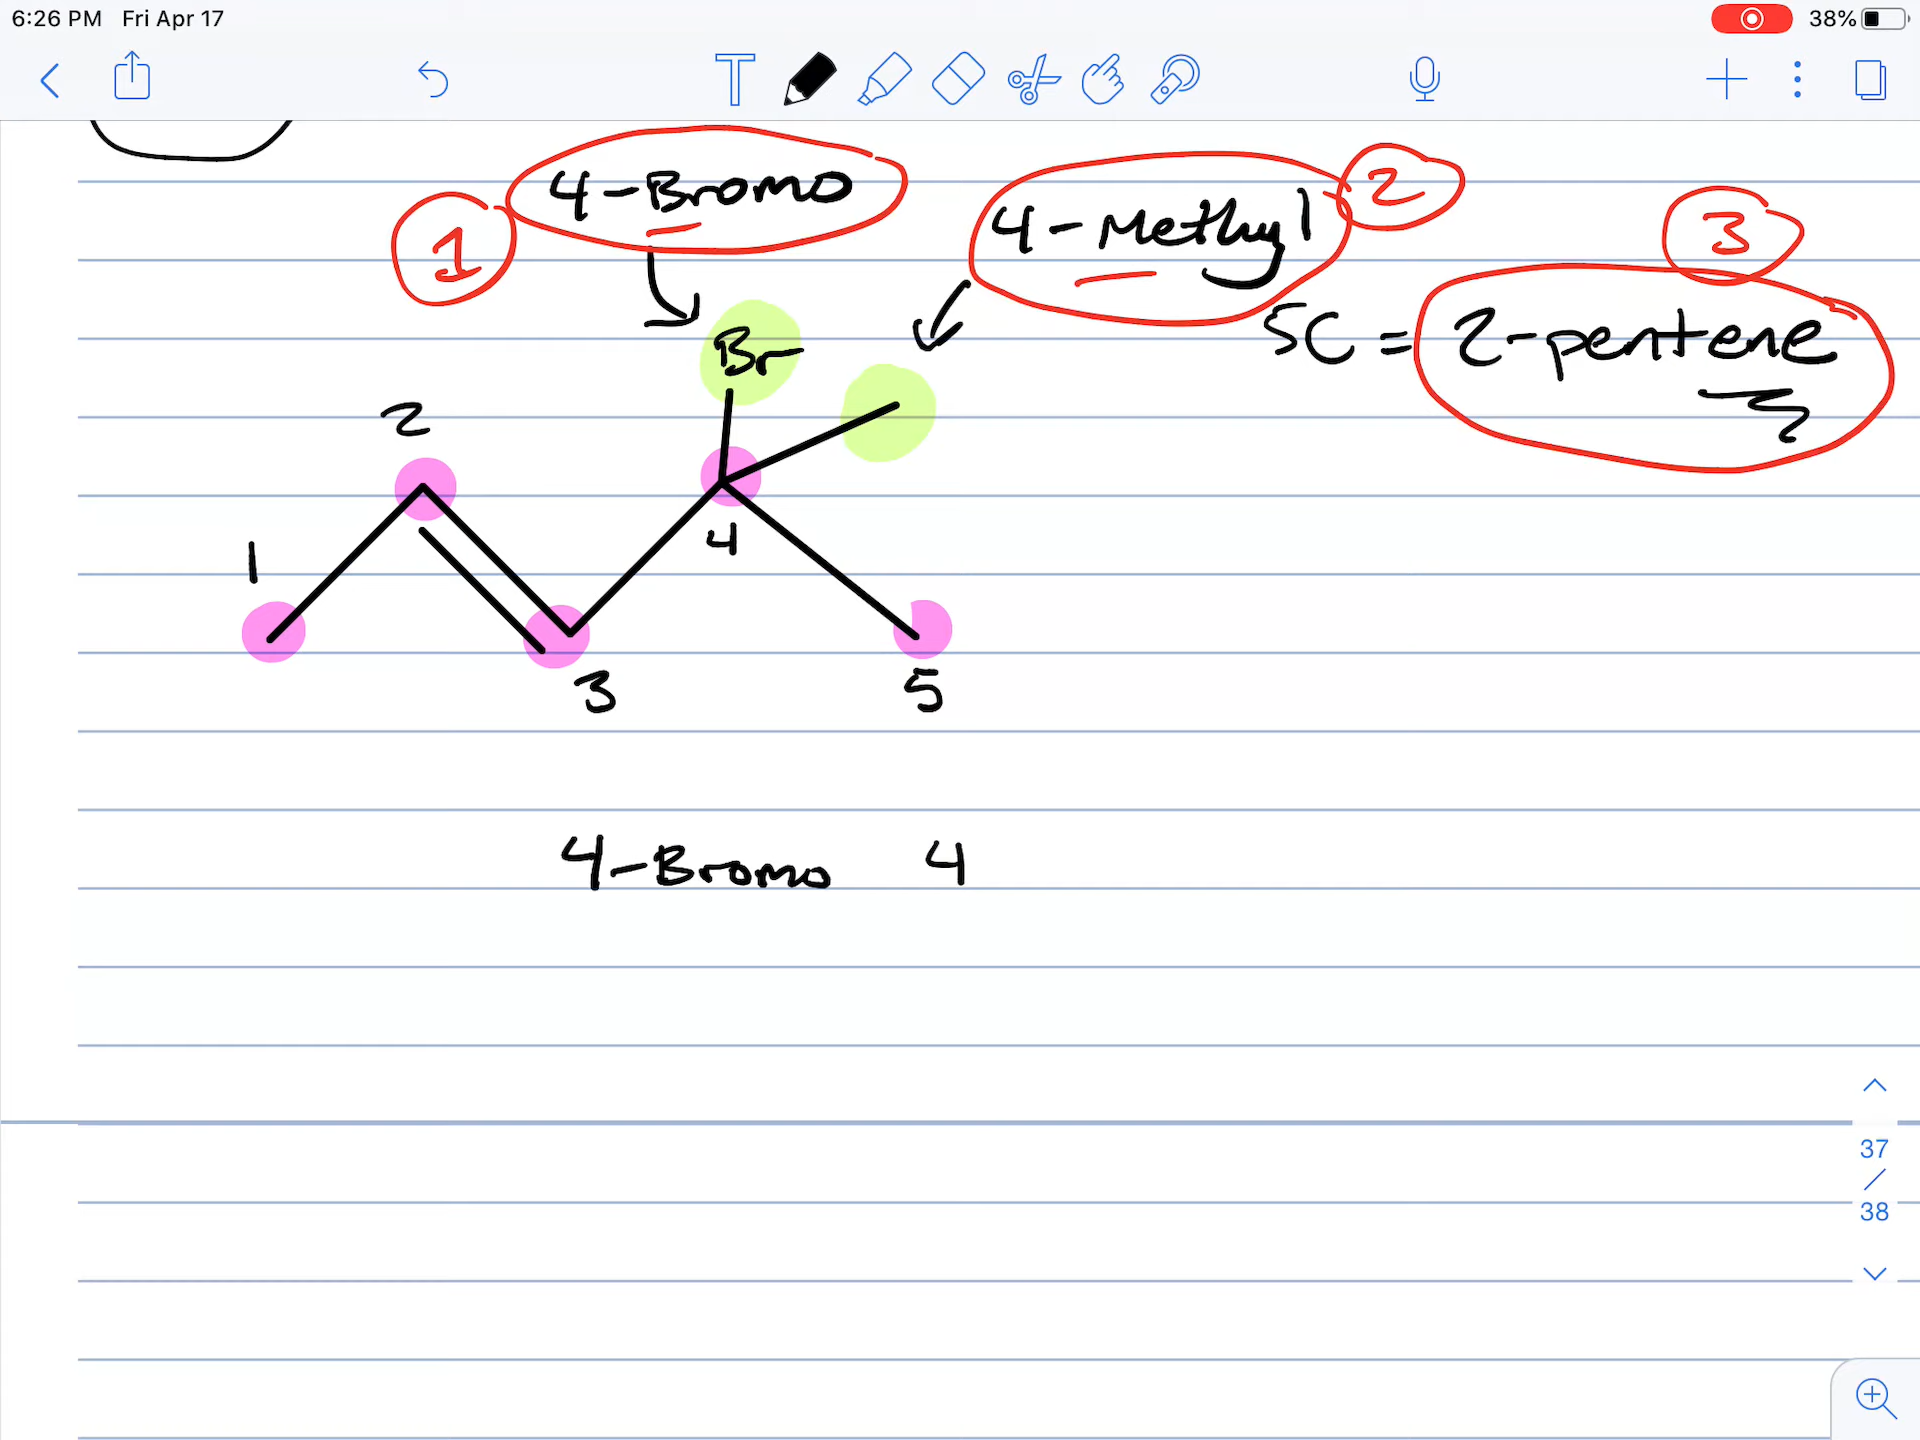 6:26 PM Fri Apr 17
38%
4-Bromo
4-Methyl
2
1
3
5C = 2-pentene
Br
2
4
1
3
5
4-Bromo 4
37
/
38